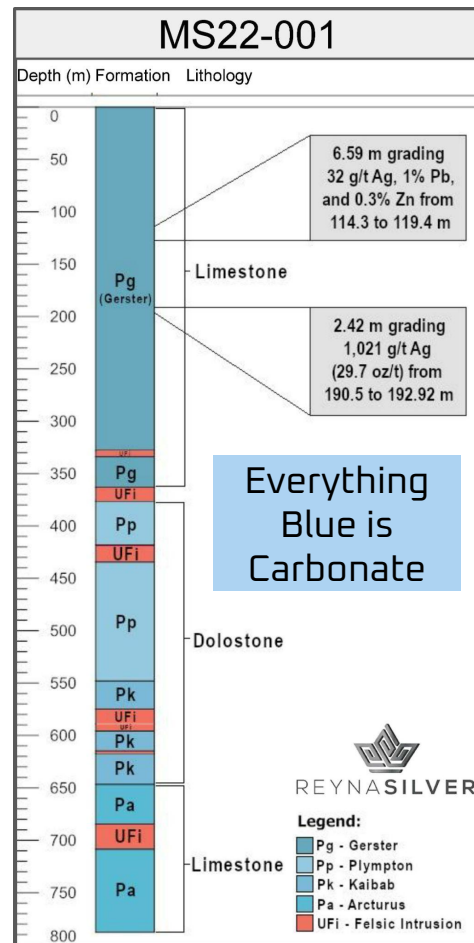 MS22-001
Depth (m) Formation Lithology
0
50
100
150
200
250
300
350
400
450
500
550
600
650
700
750
800
Pg
(Gerster)
UFi
Pg
UFi
Pp
UFi
Pp
Pk
UFi
UFi
Pk
Pk
Pa
UFi
Pa
Limestone
Dolostone
Limestone
6.59 m grading
32 g/t Ag, 1% Pb,
and 0.3% Zn from
114.3 to 119.4 m
2.42 m grading
1,021 g/t Ag
(29.7 oz/t) from
190.5 to 192.92 m
Everything
Blue is
Carbonate
REYNASILVER
Legend:
Pg - Gerster
Pp - Plympton
Pk - Kaibab
Pa - Arcturus
UFi - Felsic Intrusion